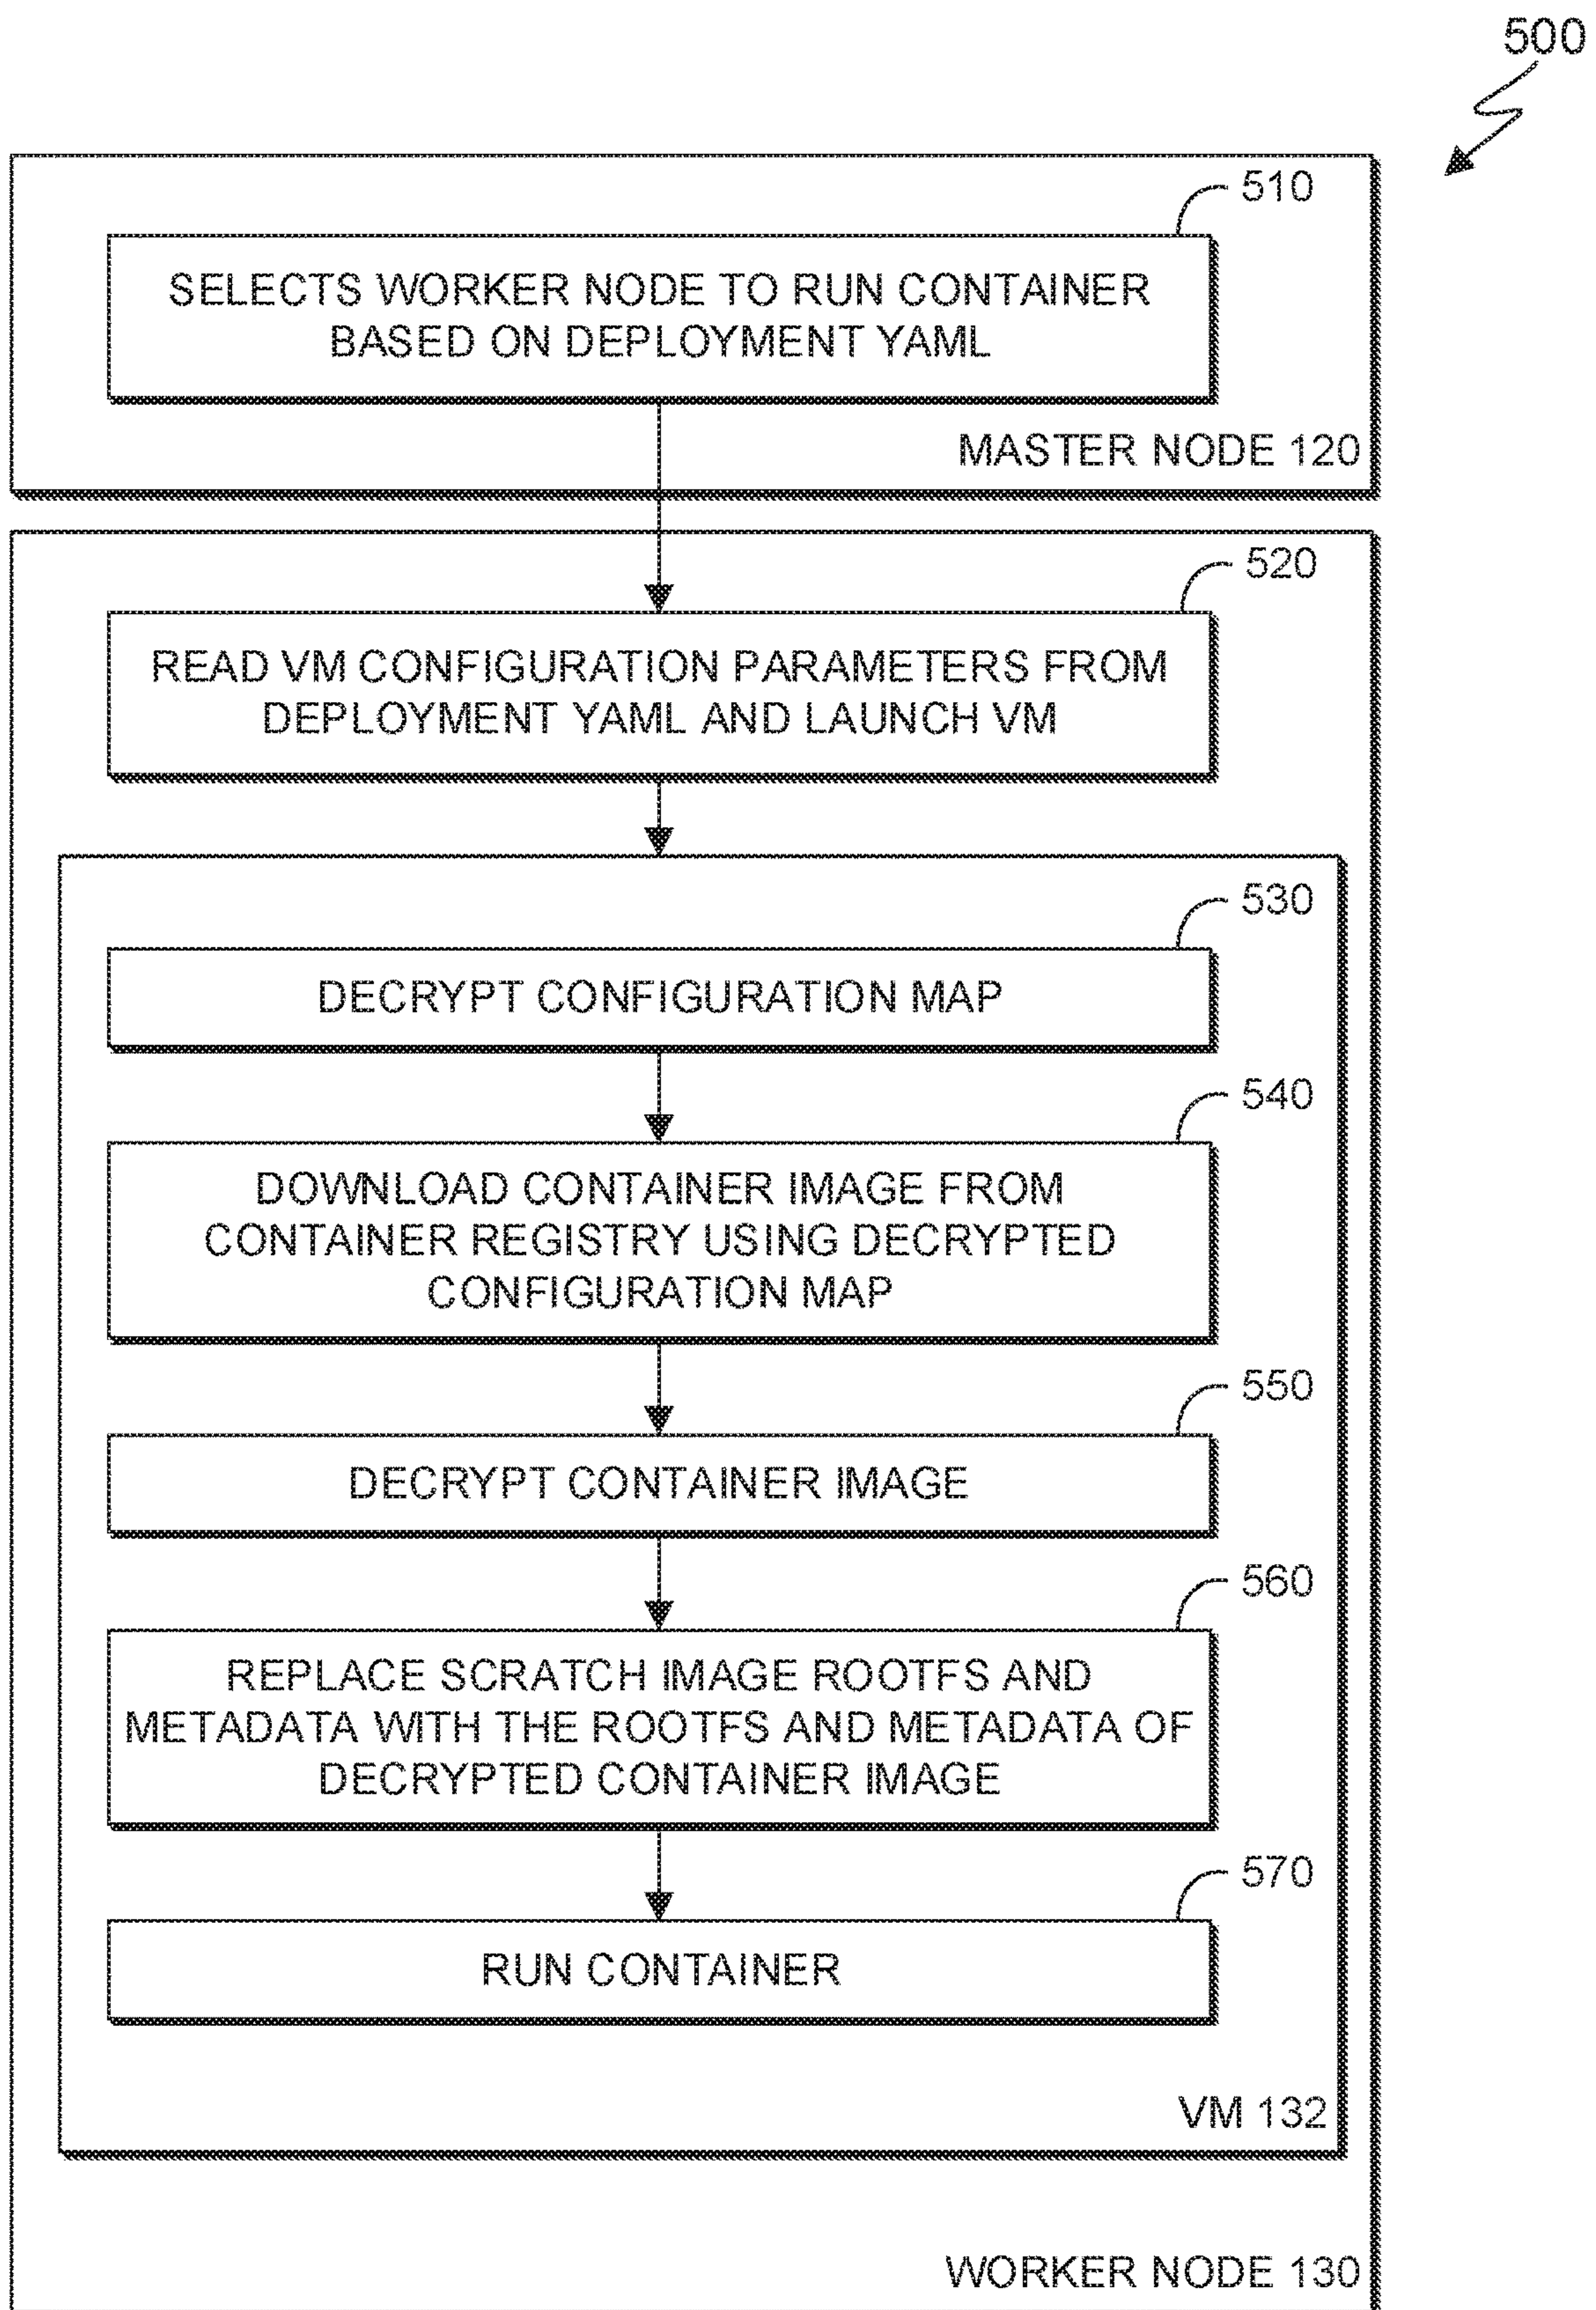 500
510
SELECTS WORKER NODE TO RUN CONTAINER
BASED ON DEPLOYMENT YAML
MASTER NODE 120
520
READ VM CONFIGURATION PARAMETERS FROM
DEPLOYMENT YAML AND LAUNCH VM
530
DECRYPT CONFIGURATION MAP
540
DOWNLOAD CONTAINER IMAGE FROM
CONTAINER REGISTRY USING DECRYPTED
CONFIGURATION MAP
550
DECRYPT CONTAINER IMAGE
560
REPLACE SCRATCH IMAGE ROOTFS AND
METADATA WITH THE ROOTFS AND METADATA OF
DECRYPTED CONTAINER IMAGE
570
RUN CONTAINER
VM 132
WORKER NODE 130